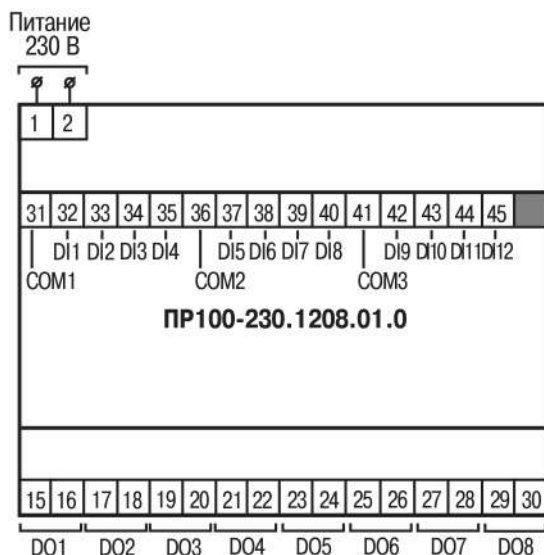 Питание
230 В
1 2
31 32 33 34 35 36 37 38 39 40 41 42 43 44 45
DI1 DI2 DI3 DI4 DI5 DI6 DI7 DI8 DI9 DI10 DI11 DI12
COM1 COM2 COM3
ПР100-230.1208.01.0
15 16 17 18 19 20 21 22 23 24 25 26 27 28 29 30
DO1 DO2 DO3 DO4 DO5 DO6 DO7 DO8